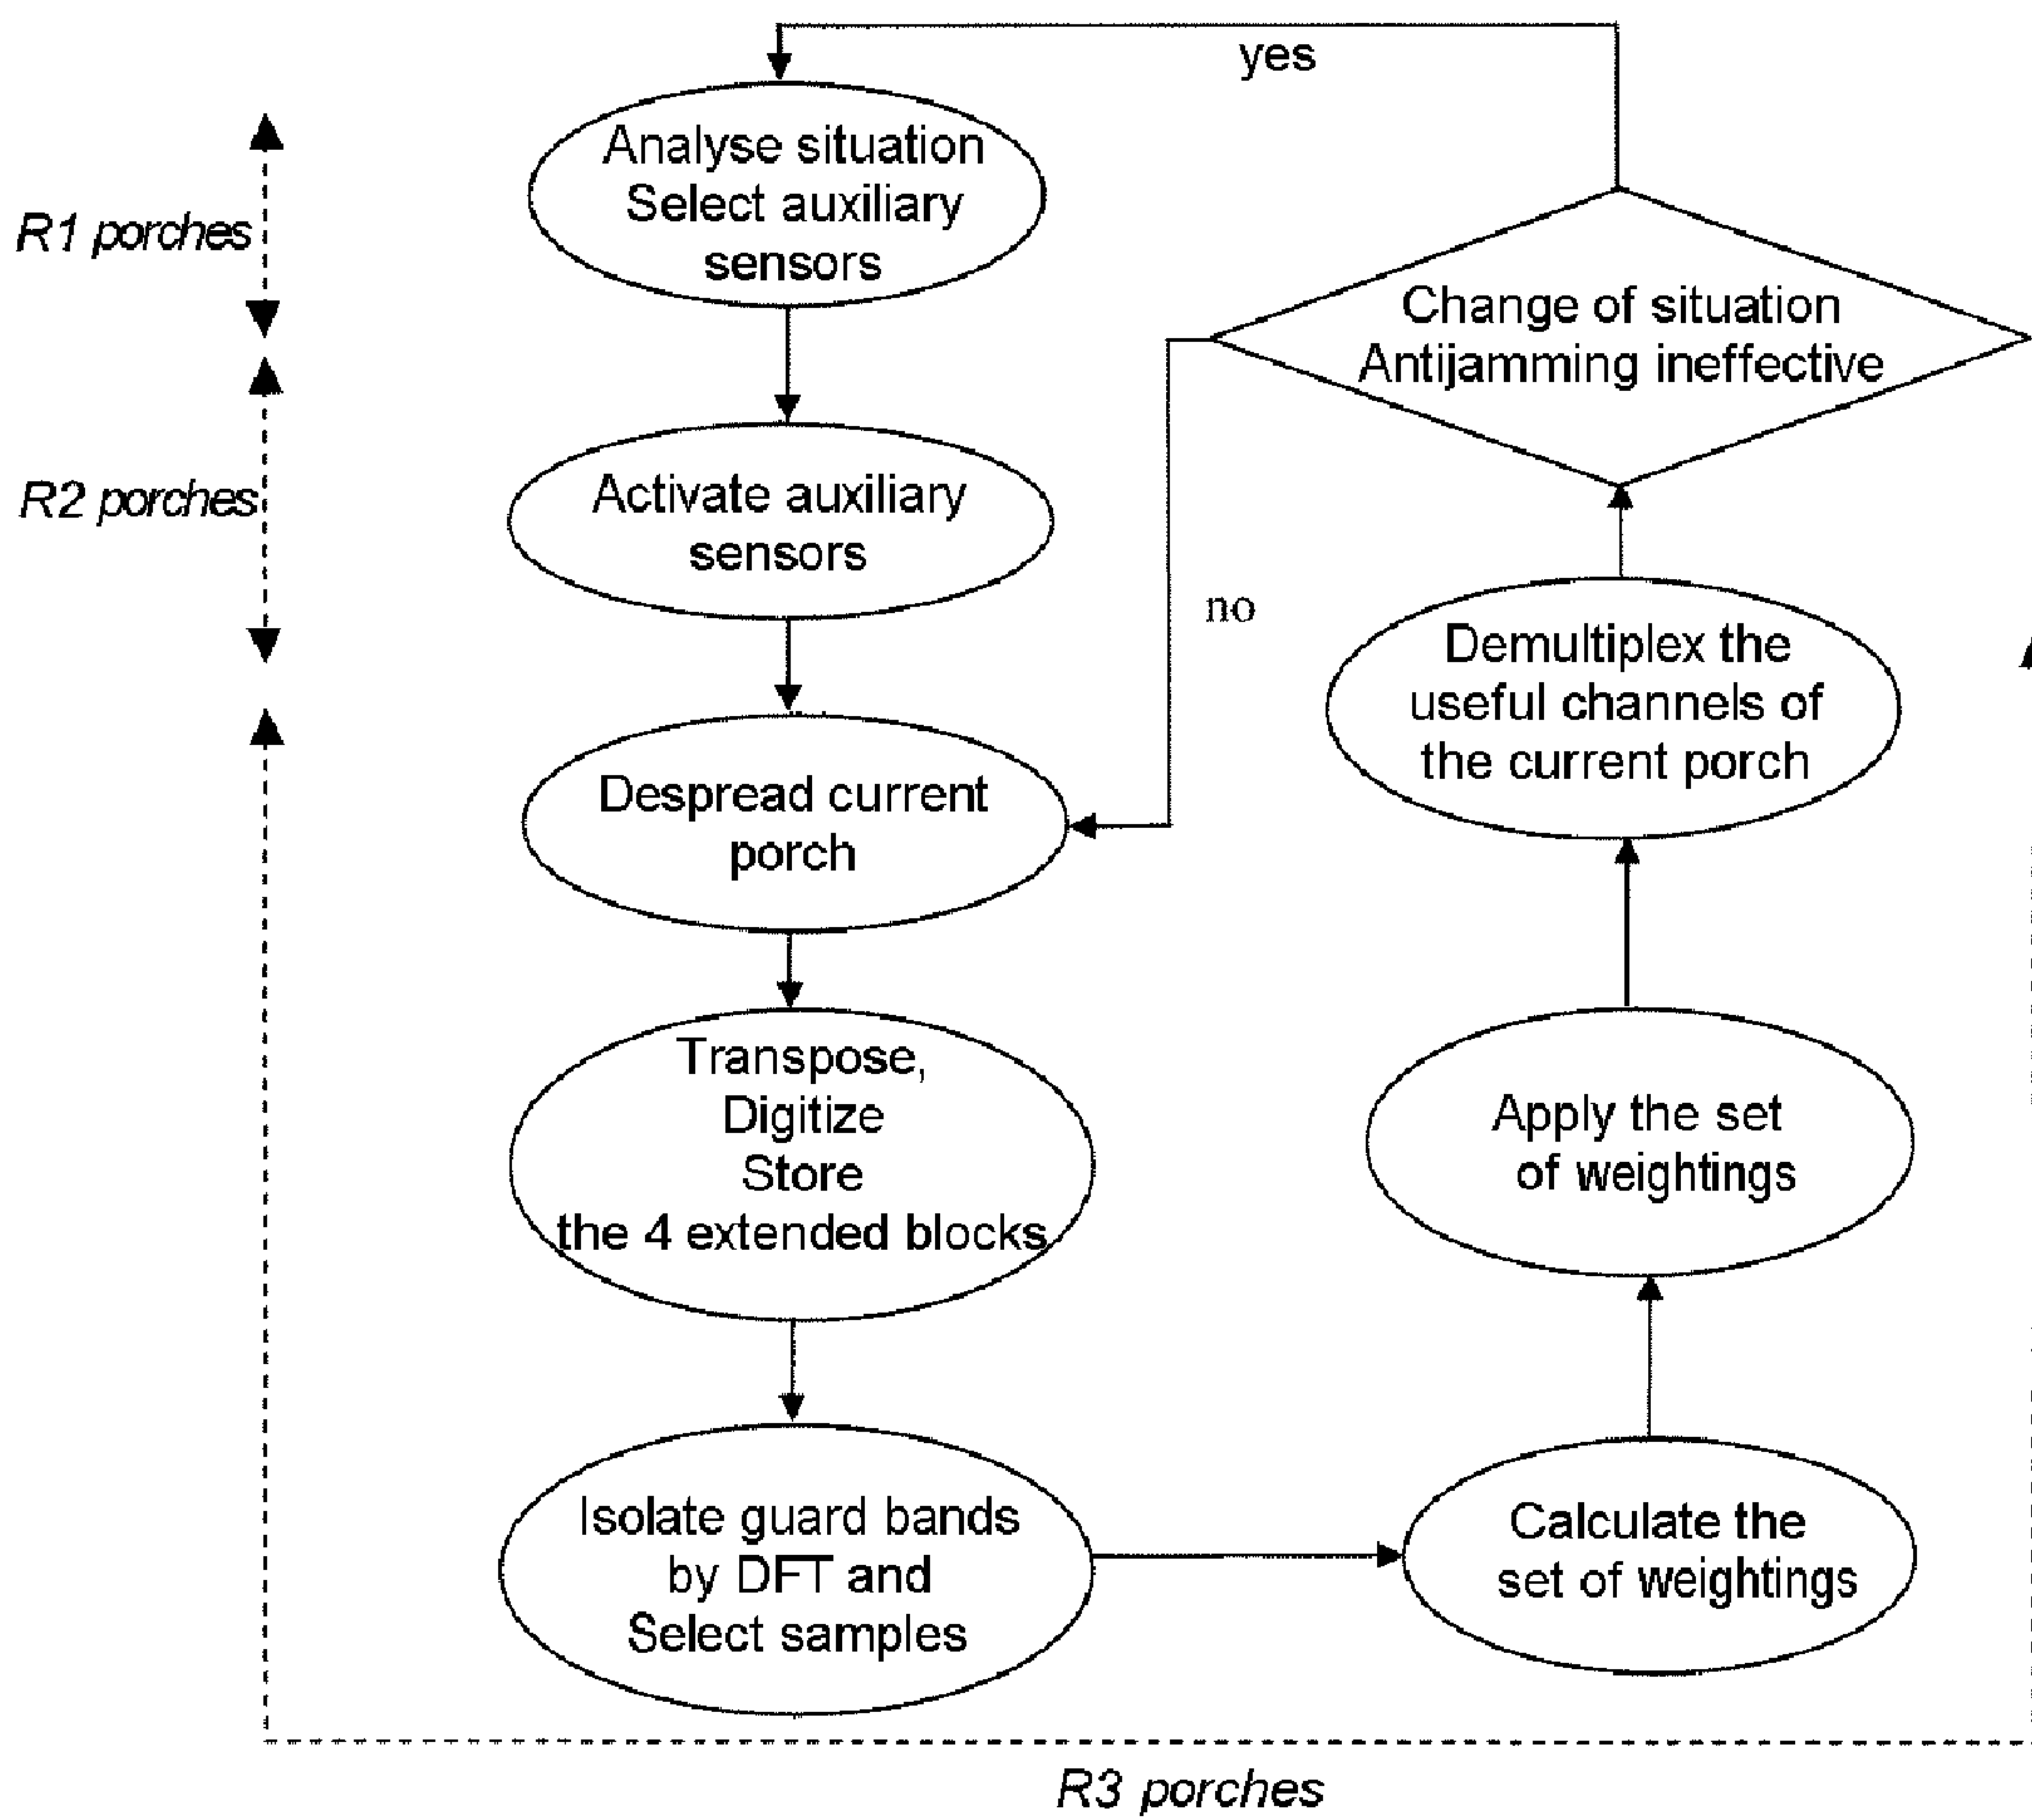 yes
Analyse situation
Select auxiliary
sensors
R1 porches
Change of situation
Antijamming ineffective
R2 porches
Activate auxiliary
sensors
no
Demultiplex the
useful channels of
the current porch
Despread current
porch
Transpose,
Digitize
Store
the 4 extended blocks
Apply the set
of weightings
Isolate guard bands
by DFT and
Select samples
Calculate the
set of weightings
R3 porches